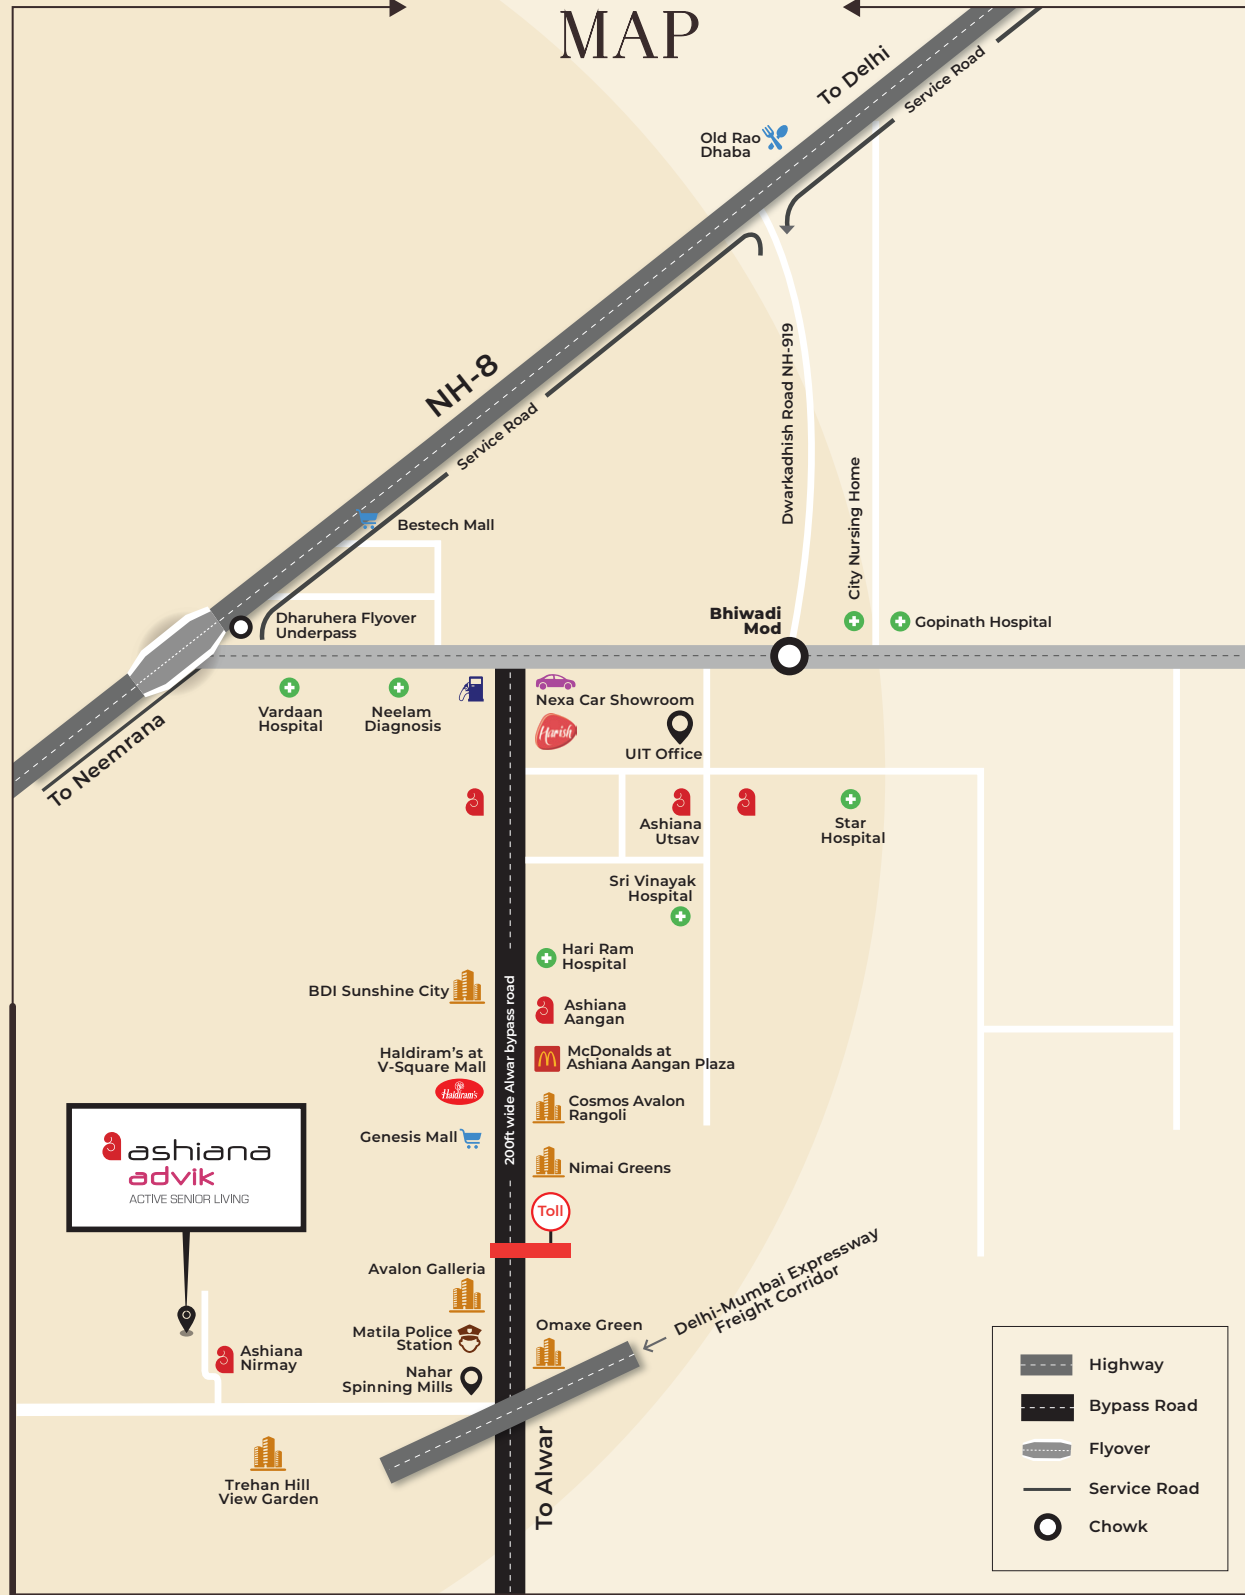 MAP
To Delhi
Service Road
Old Rao
Dhaba
NH-8
Service Road
Dwarkadhish Road NH-919
City Nursing Home
Bestech Mall
Dharuhera Flyover
Underpass
Bhiwadi
Mod
Gopinath Hospital
To Neemrana
Vardaan
Hospital
Neelam
Diagnosis
Nexa Car Showroom
Harish
UIT Office
Ashiana
Utsav
Star
Hospital
Sri Vinayak
Hospital
Hari Ram
Hospital
BDI Sunshine City
Ashiana
Aangan
200ft wide Alwar bypass road
Haldiram's at
V-Square Mall
Haldiram's
McDonalds at
Ashiana Aangan Plaza
Cosmos Avalon
Rangoli
Genesis Mall
Nimai Greens
ashiana
advik
ACTIVE SENIOR LIVING
Toll
Avalon Galleria
Delhi-Mumbai Expressway
Freight Corridor
Omaxe Green
Matila Police
Station
Ashiana
Nirmay
Nahar
Spinning Mills
Trehan Hill
View Garden
To Alwar
Highway
Bypass Road
Flyover
Service Road
Chowk